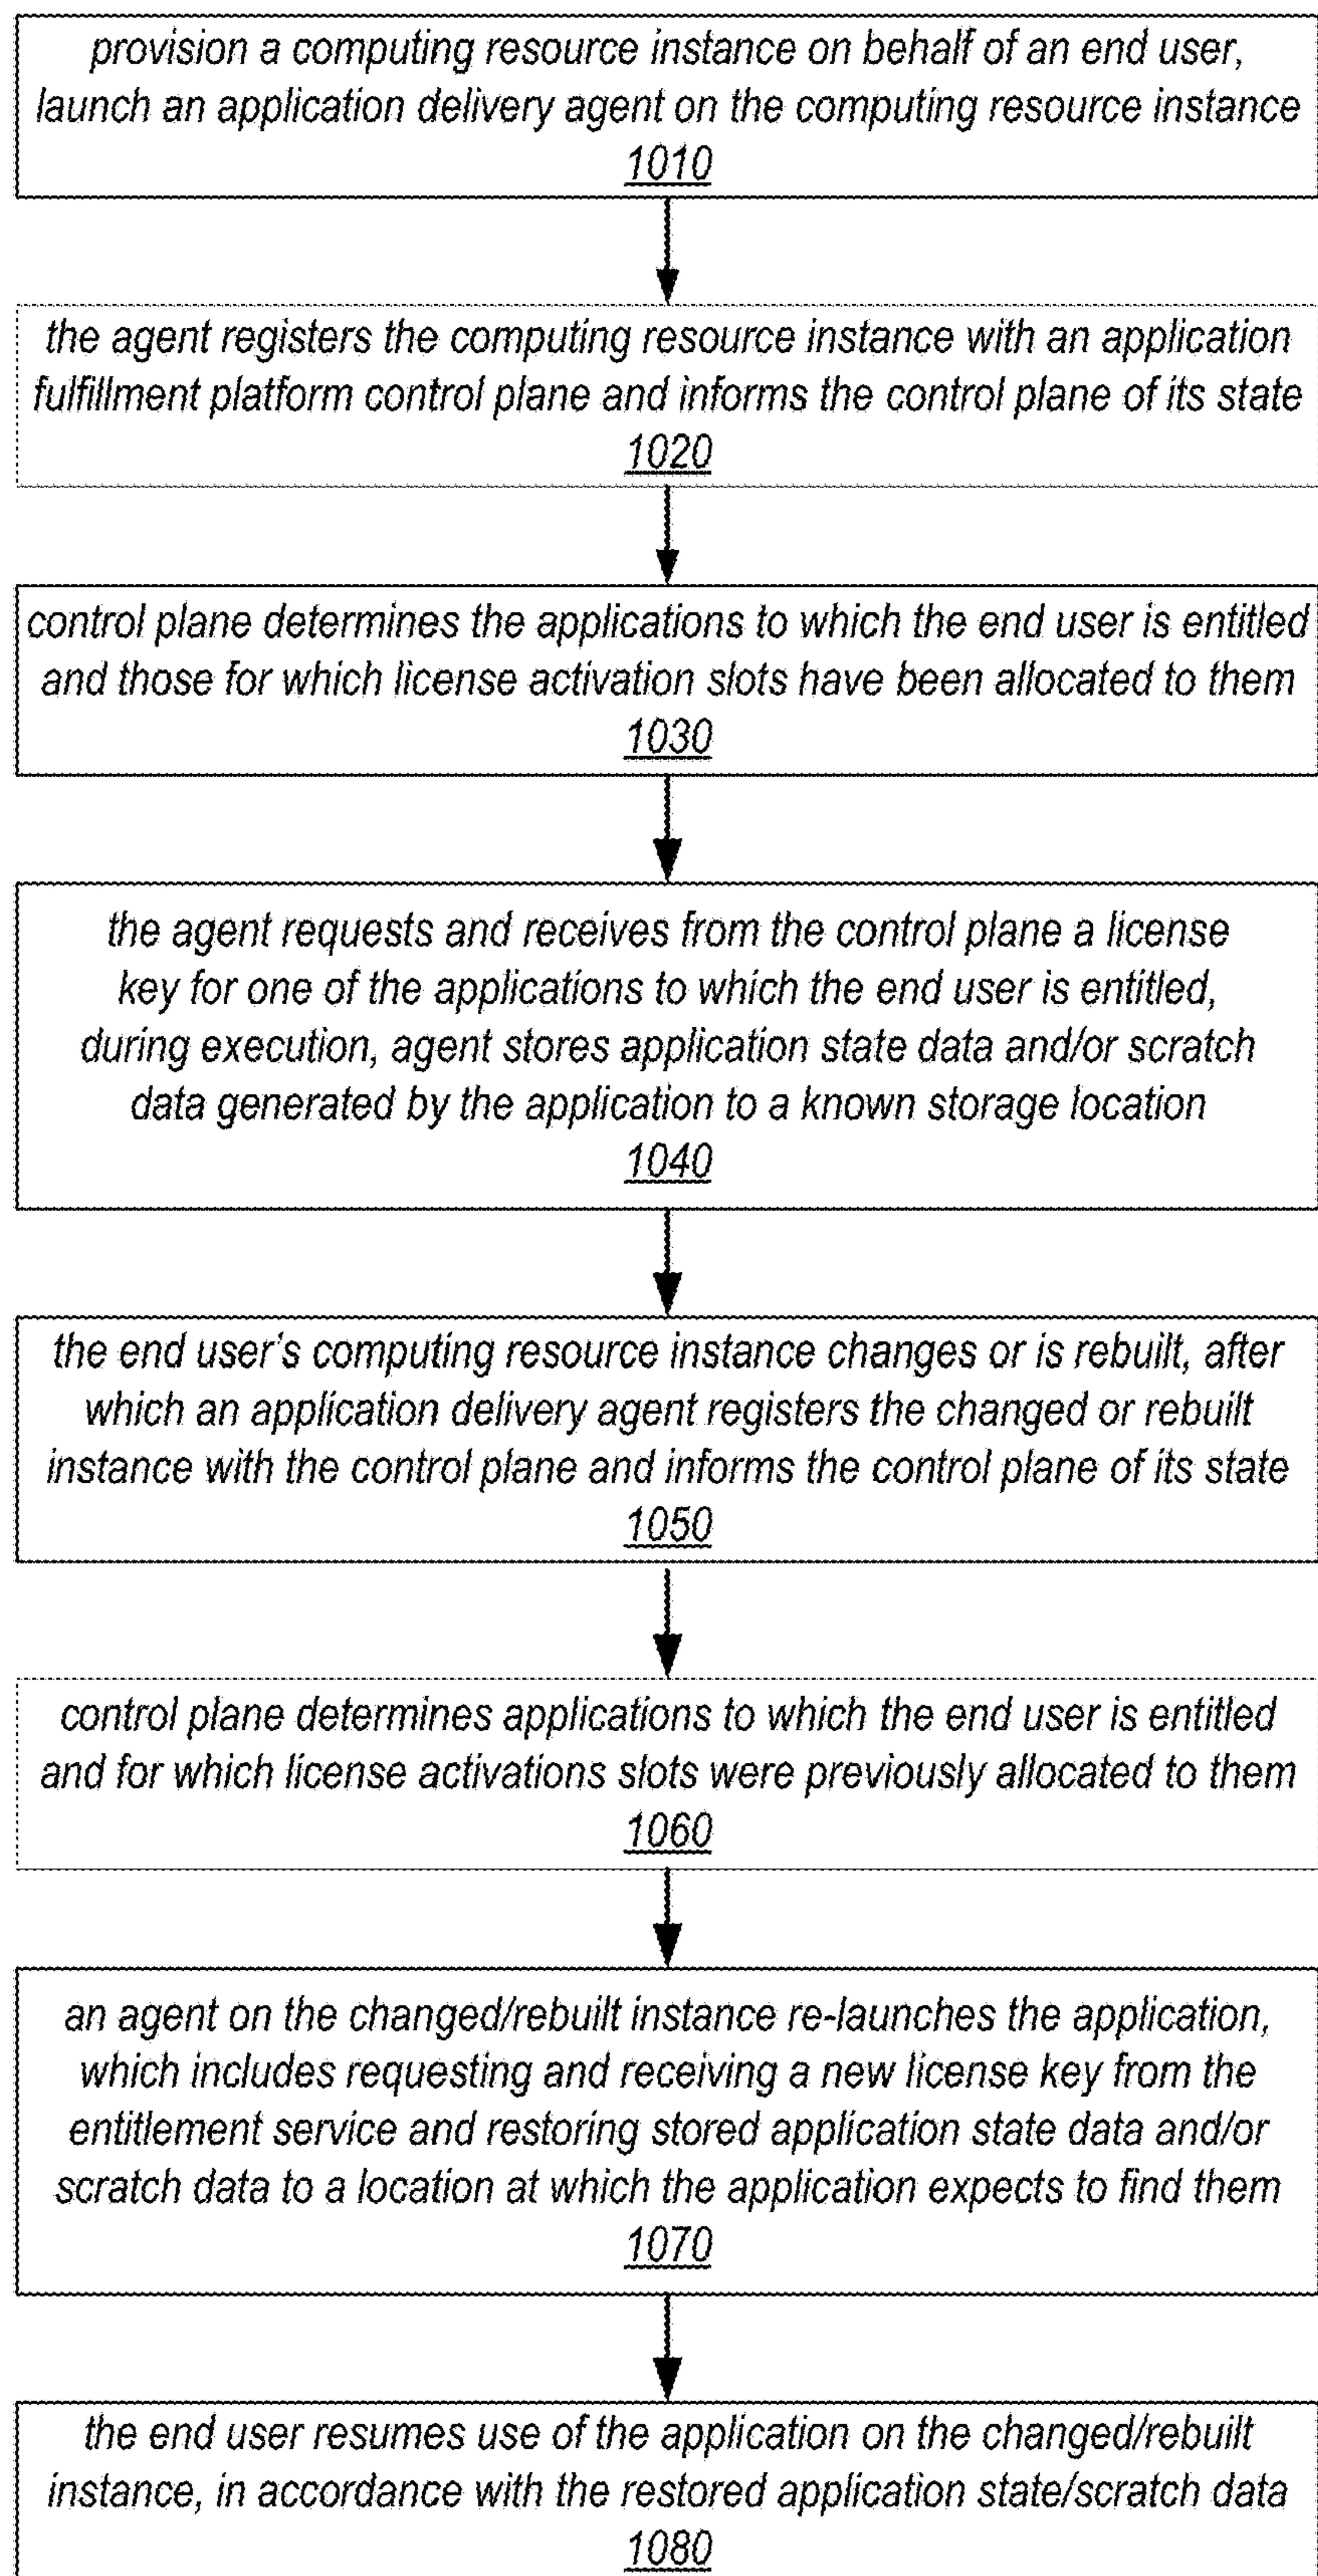 provision a computing resource instance on behalf of an end user,
launch an application delivery agent on the computing resource instance
1010
the agent registers the computing resource instance with an application
fulfillment platform control plane and informs the control plane of its state
1020
control plane determines the applications to which the end user is entitled
and those for which license activation slots have been allocated to them
1030
the agent requests and receives from the control plane a license
key for one of the applications to which the end user is entitled,
during execution, agent stores application state data and/or scratch
data generated by the application to a known storage location
1040
the end user's computing resource instance changes or is rebuilt, after
which an application delivery agent registers the changed or rebuilt
instance with the control plane and informs the control plane of its state
1050
control plane determines applications to which the end user is entitled
and for which license activations slots were previously allocated to them
1060
an agent on the changed/rebuilt instance re-launches the application,
which includes requesting and receiving a new license key from the
entitlement service and restoring stored application state data and/or
scratch data to a location at which the application expects to find them
1070
the end user resumes use of the application on the changed/rebuilt
instance, in accordance with the restored application state/scratch data
1080